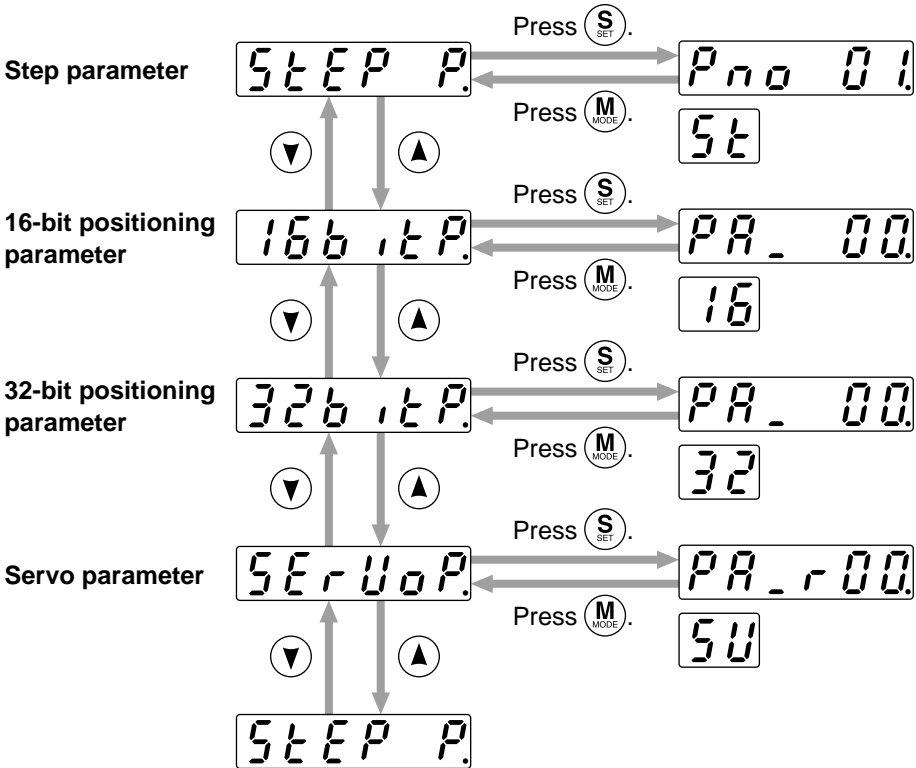 Press S SET.
Step parameter
StEP P.
Pno 01.
Press M MODE.
St
Press S SET.
16-bit positioning
parameter
16bitP.
PA_ 00.
Press M MODE.
16
Press S SET.
32-bit positioning
parameter
32bitP.
PA_ 00.
Press M MODE.
32
Press S SET.
Servo parameter
SErUoP.
PA_r00.
Press M MODE.
SU
StEP P.